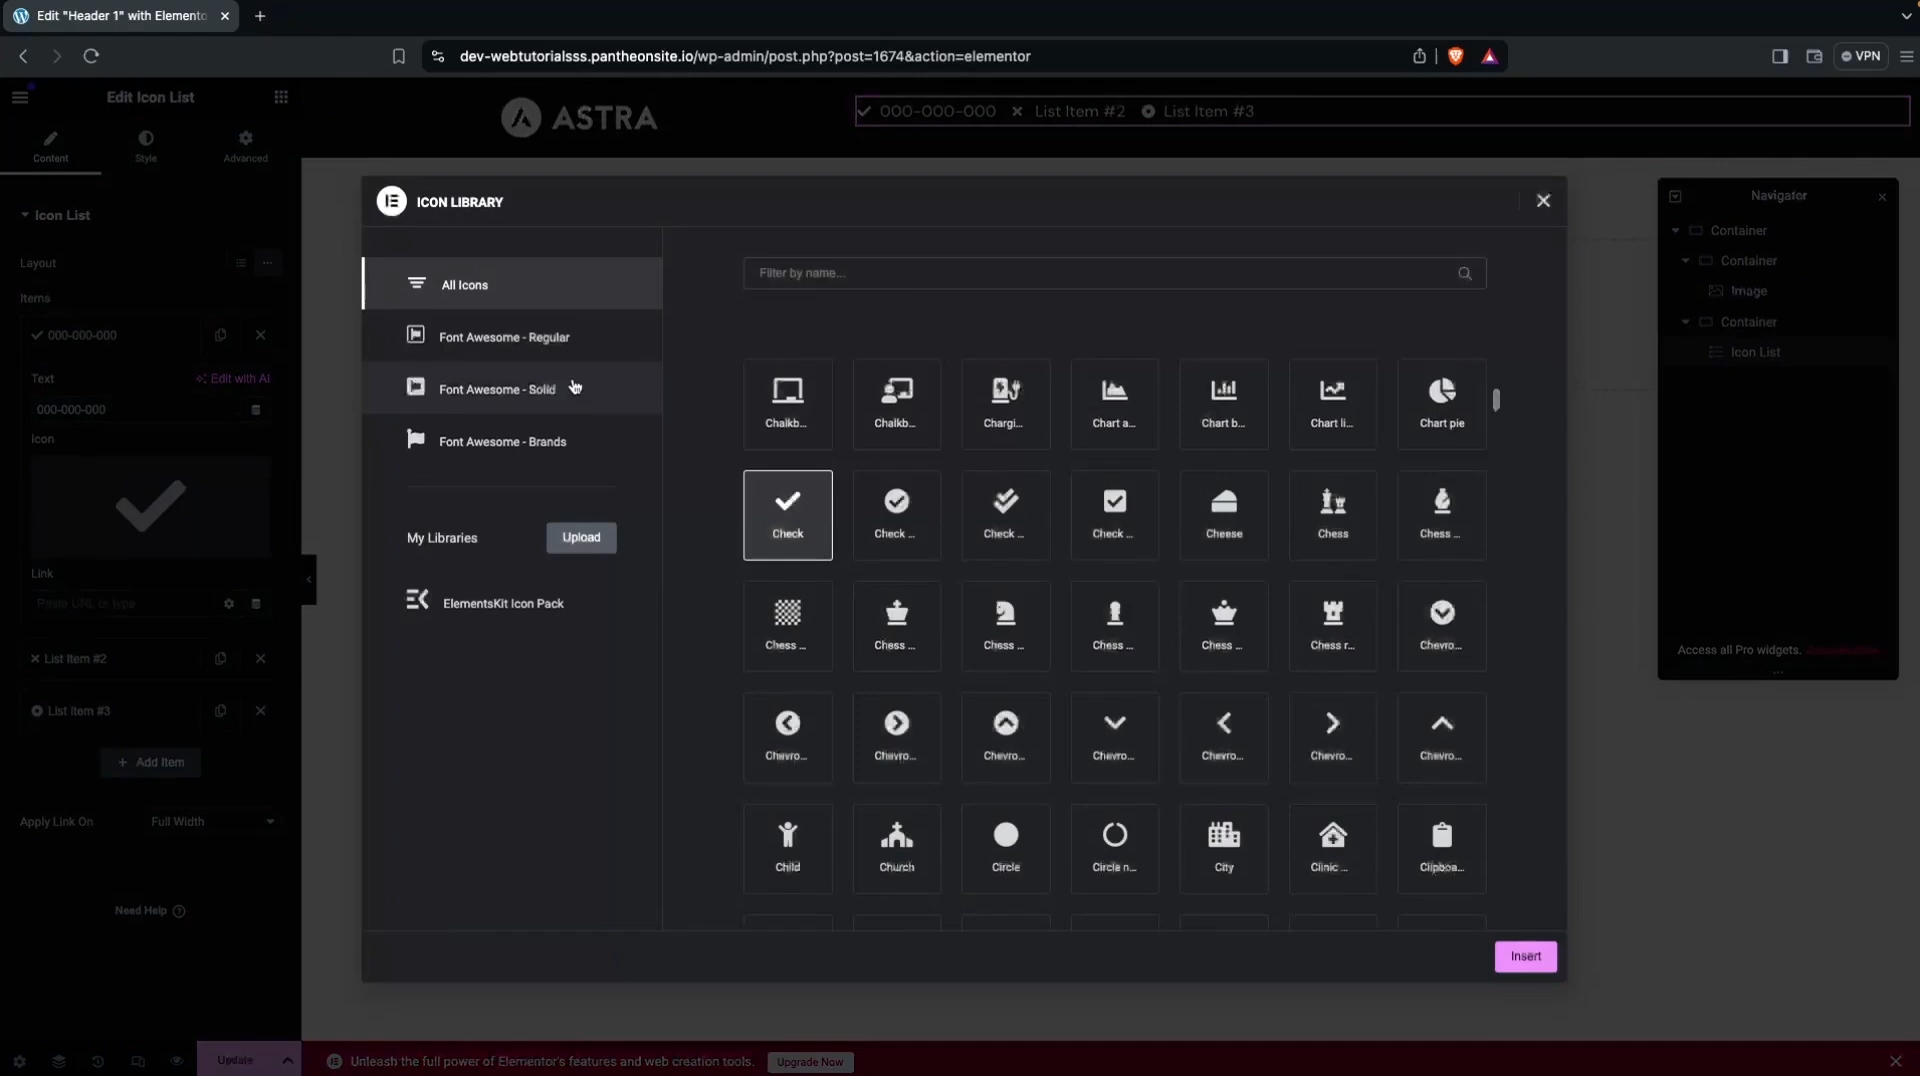 Edit "Header 1" with Elemento
dev-webtutorialsss.pantheonsite.io/wp-admin/post.php?post=1674&action=elementor
VPN
Edit Icon List
Content
Style
Advanced
Icon List
Layout
Items
000-000-000
Text
Edit with AI
000-000-000
Icon
Link
Paste URL or type
List Item #2
List Item #3
Add Item
Apply Link On
Full Width
Need Help
Update
ASTRA
000-000-000 List Item #2 List Item #3
ICON LIBRARY
All Icons
Font Awesome - Regular
Font Awesome - Solid
Font Awesome - Brands
My Libraries
Upload
ElementsKit Icon Pack
Filter by name...
Chalkb... Chalkb... Chargi... Chart a... Chart b... Chart li... Chart pie
Check Check ... Check ... Check ... Cheese Chess Chess ...
Chess ... Chess ... Chess ... Chess ... Chess ... Chess r... Chevro...
Chevro... Chevro... Chevro... Chevro... Chevro... Chevro... Chevro...
Child Church Circle Circle n... City Clinic ... Clipboa...
Insert
Navigator
Container
Container
Image
Container
Icon List
Access all Pro widgets.
Unleash the full power of Elementor's features and web creation tools.
Upgrade Now